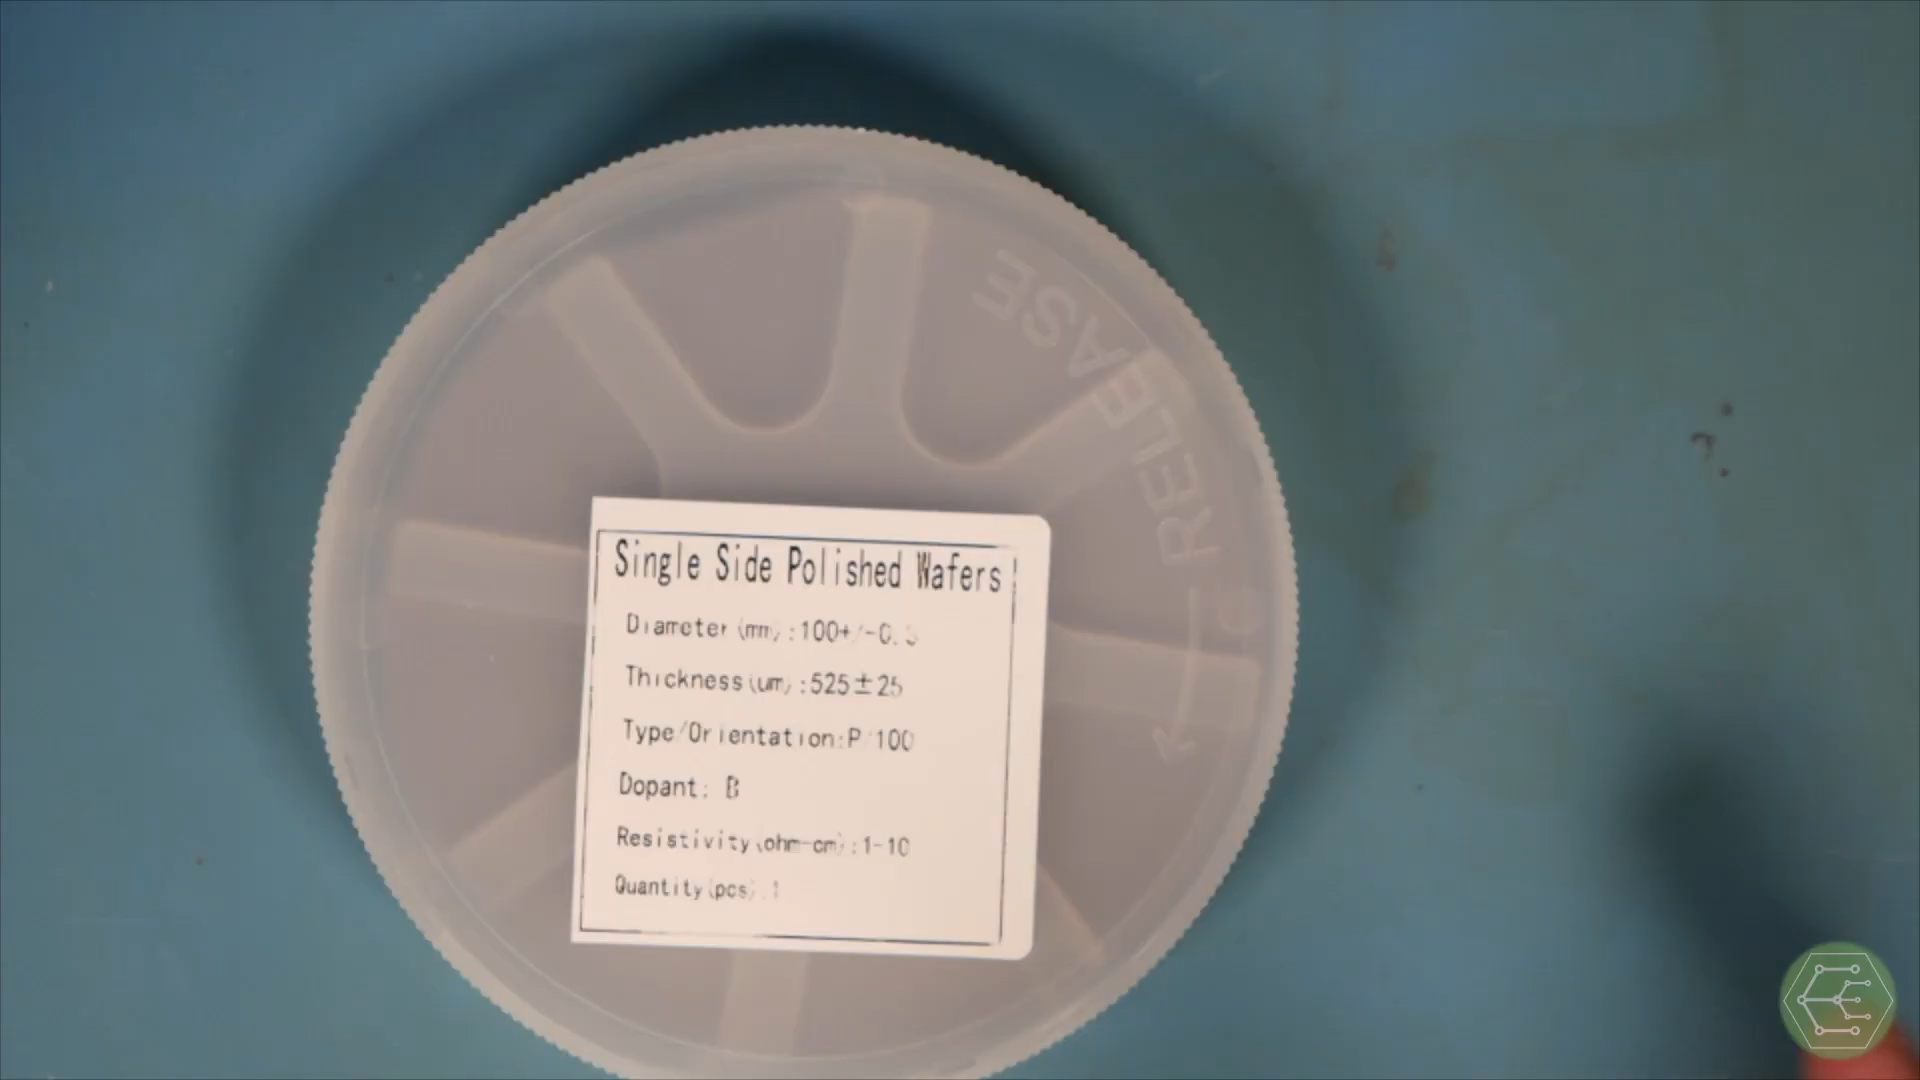 RELEASE
Single Side Polished Wafers
Diameter(mm):100+/-0.5
Thickness(um):525±25
Type/Orientation:P/100
Dopant: B
Resistivity(ohm-cm):1-10
Quantity(pcs):1